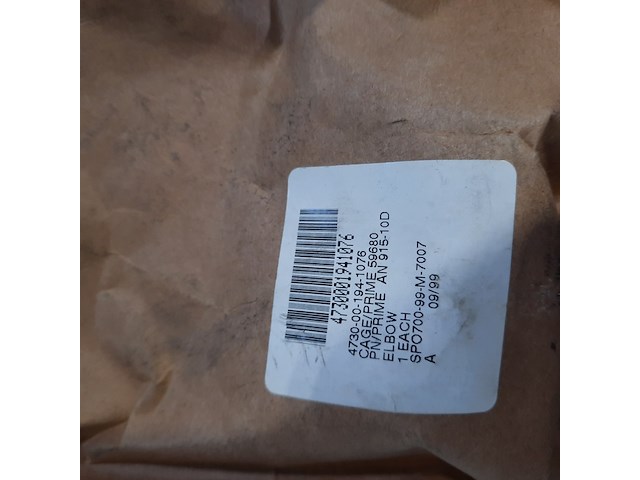 4730001941076
4730-00-194-1076
CAGE/PRIME 59680
PN/PRIME AN 915-10D
ELBOW
1 EACH
SPO700-99-M-7007
A 09/99